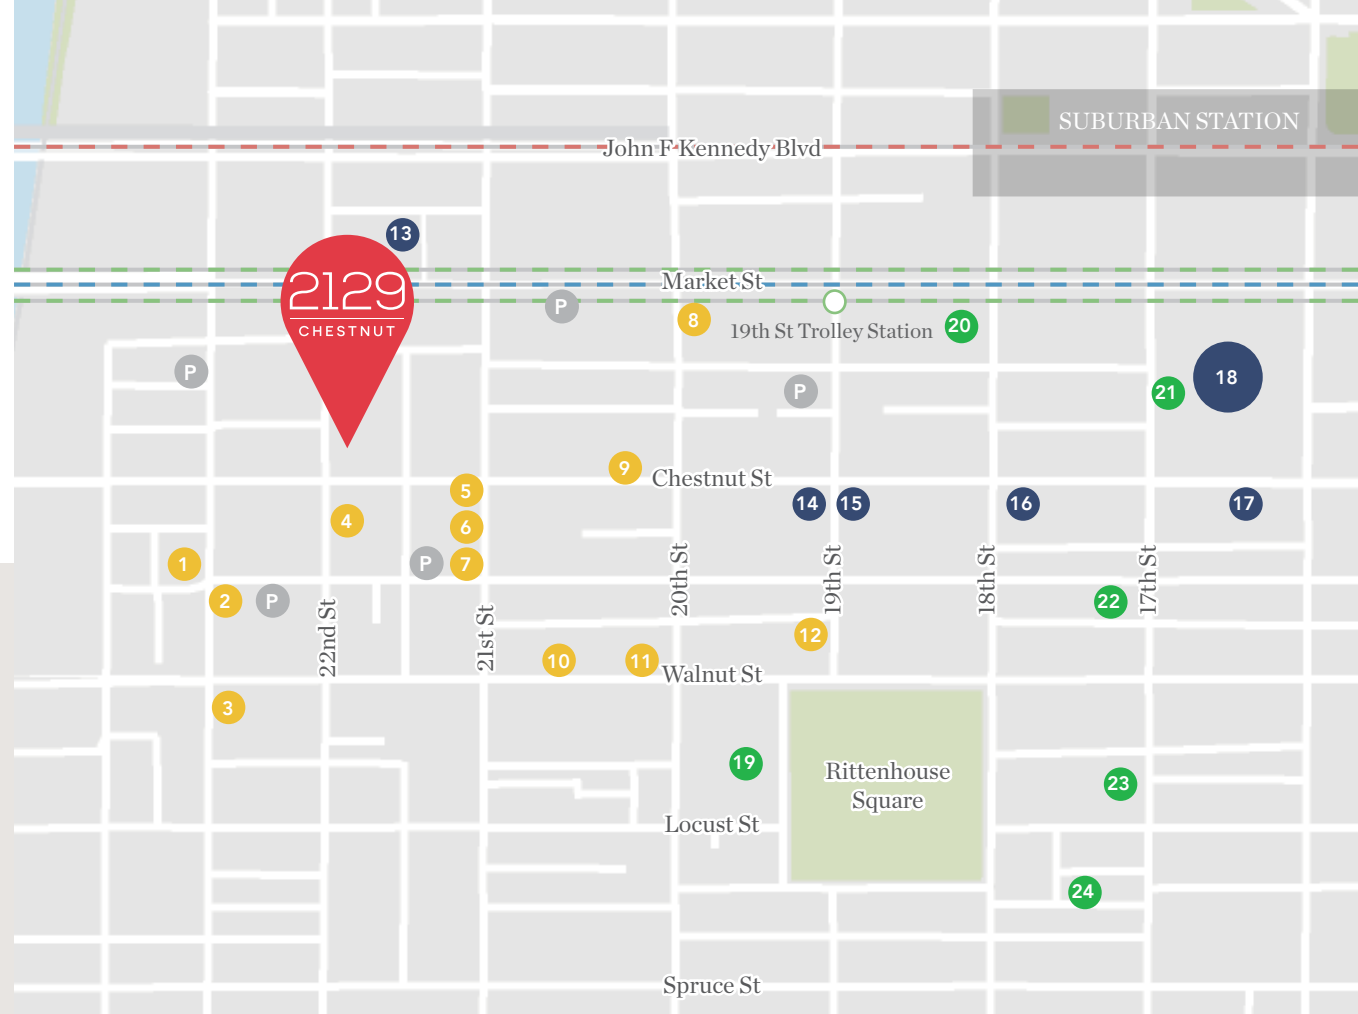 SUBURBAN STATION
John F Kennedy Blvd
13
Market St
2129
CHESTNUT
P
8
19th St Trolley Station
20
P
P
18
21
9
Chestnut St
5
14
15
16
17
4
6
1
P
7
20th St
19th St
18th St
17th St
2
P
22
22nd St
21st St
12
10
11
Walnut St
3
19
Rittenhouse
Square
23
Locust St
24
Spruce St